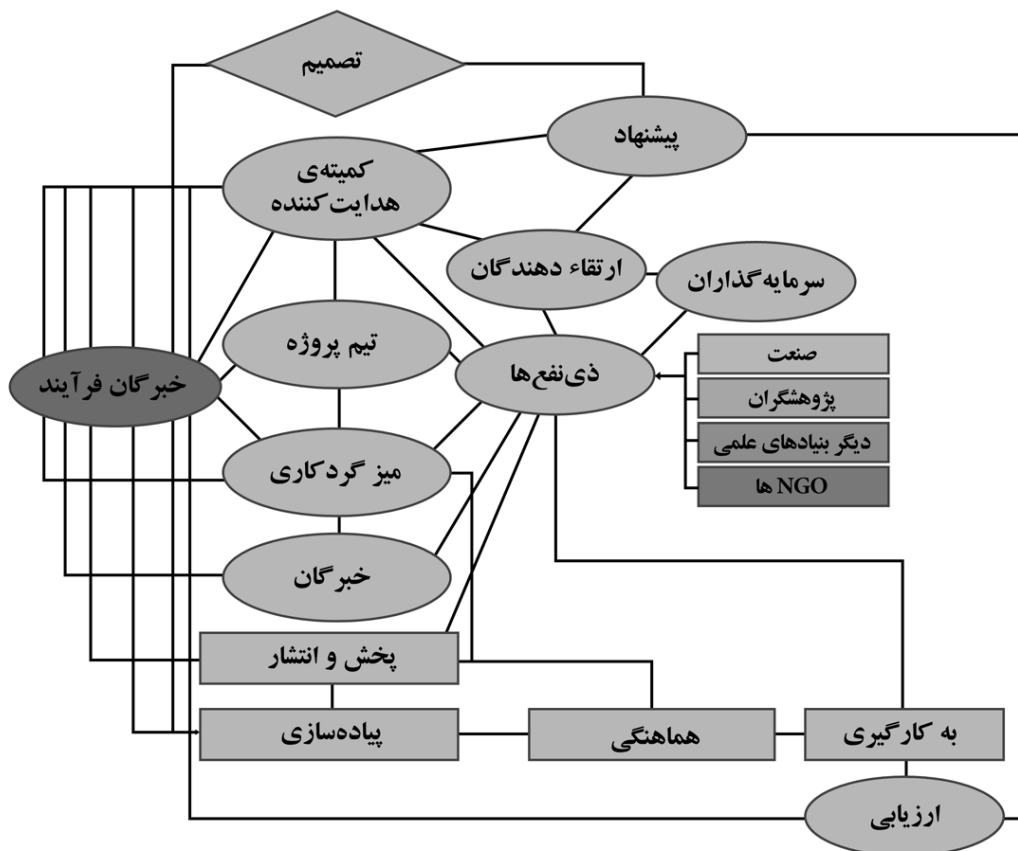 تصمیم
پیشنهاد
کمیته‌ی
هدایت‌کننده
ارتقاء دهندگان
سرمایه‌گذاران
تیم پروژه
ذی‌نفع‌ها
خبرگان فرآیند
صنعت
پژوهشگران
دیگر بنیادهای علمی
NGO ها
میز گردکاری
خبرگان
پخش و انتشار
پیاده‌سازی
هماهنگی
به کارگیری
ارزیابی